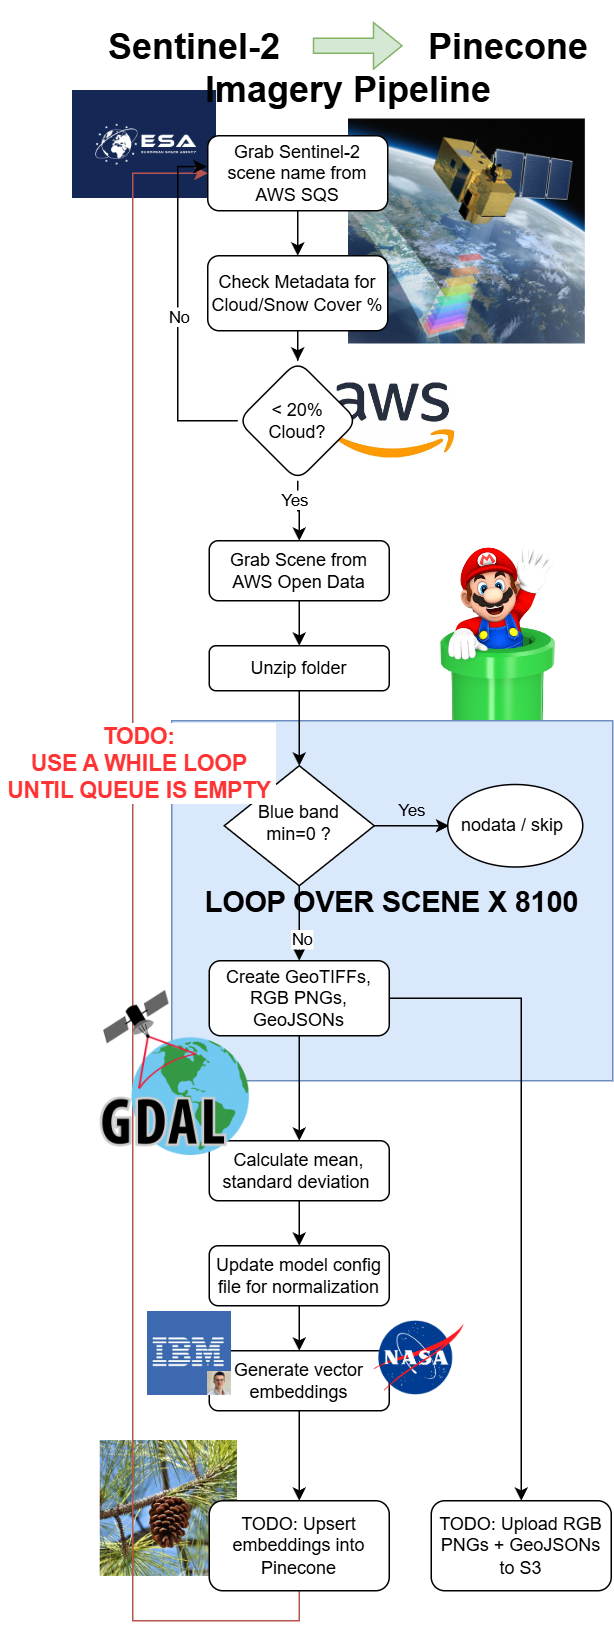 Sentinel-2 Pinecone
Imagery Pipeline
ESA
EUROPEAN SPACE AGENCY
Grab Sentinel-2
scene name from
AWS SQS
Check Metadata for
Cloud/Snow Cover %
No
< 20%
Cloud?
aws
Yes
Grab Scene from
AWS Open Data
Unzip folder
M
TODO:
USE A WHILE LOOP
UNTIL QUEUE IS EMPTY
Blue band
min=0 ?
Yes
nodata / skip
LOOP OVER SCENE X 8100
No
Create GeoTIFFs,
RGB PNGs,
GeoJSONs
GDAL
Calculate mean,
standard deviation
Update model config
file for normalization
IBM
NASA
Generate vector
embeddings
TODO: Upsert
embeddings into
Pinecone
TODO: Upload RGB
PNGs + GeoJSONs
to S3